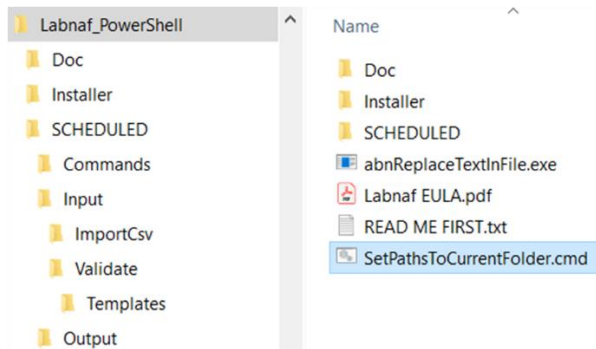 Labnaf_PowerShell
Doc
Installer
SCHEDULED
Commands
Input
ImportCsv
Validate
Templates
Output
Name
Doc
Installer
SCHEDULED
abnReplaceTextInFile.exe
Labnaf EULA.pdf
READ ME FIRST.txt
SetPathsToCurrentFolder.cmd